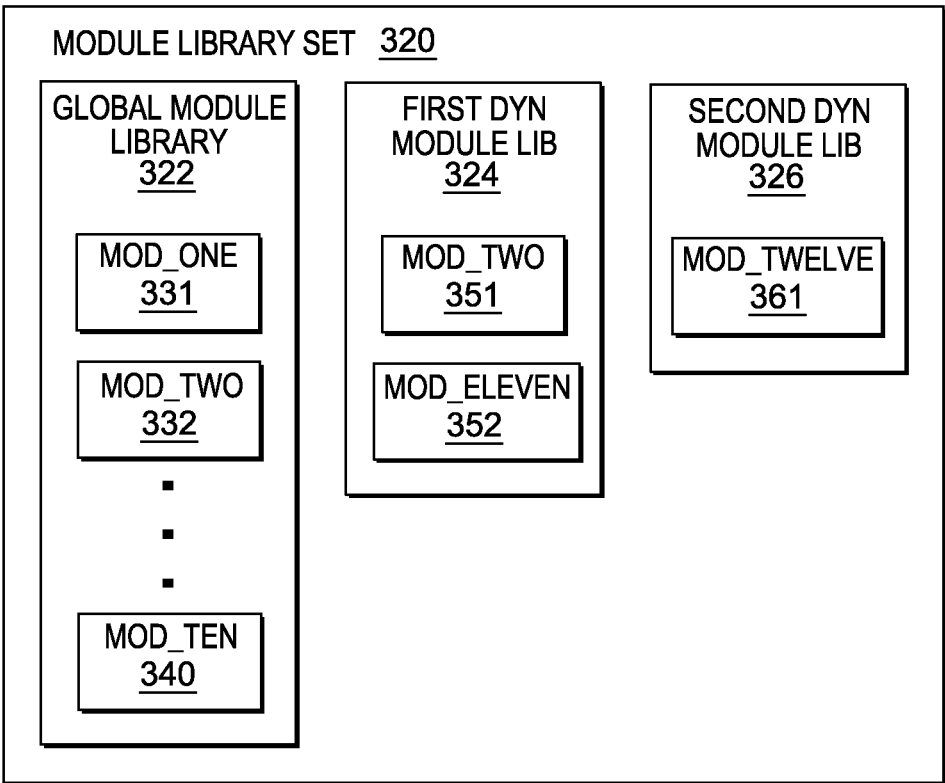 MODULE LIBRARY SET 320
GLOBAL MODULE
LIBRARY
322
MOD_ONE
331
MOD_TWO
332
MOD_TEN
340
FIRST DYN
MODULE LIB
324
MOD_TWO
351
MOD_ELEVEN
352
SECOND DYN
MODULE LIB
326
MOD_TWELVE
361